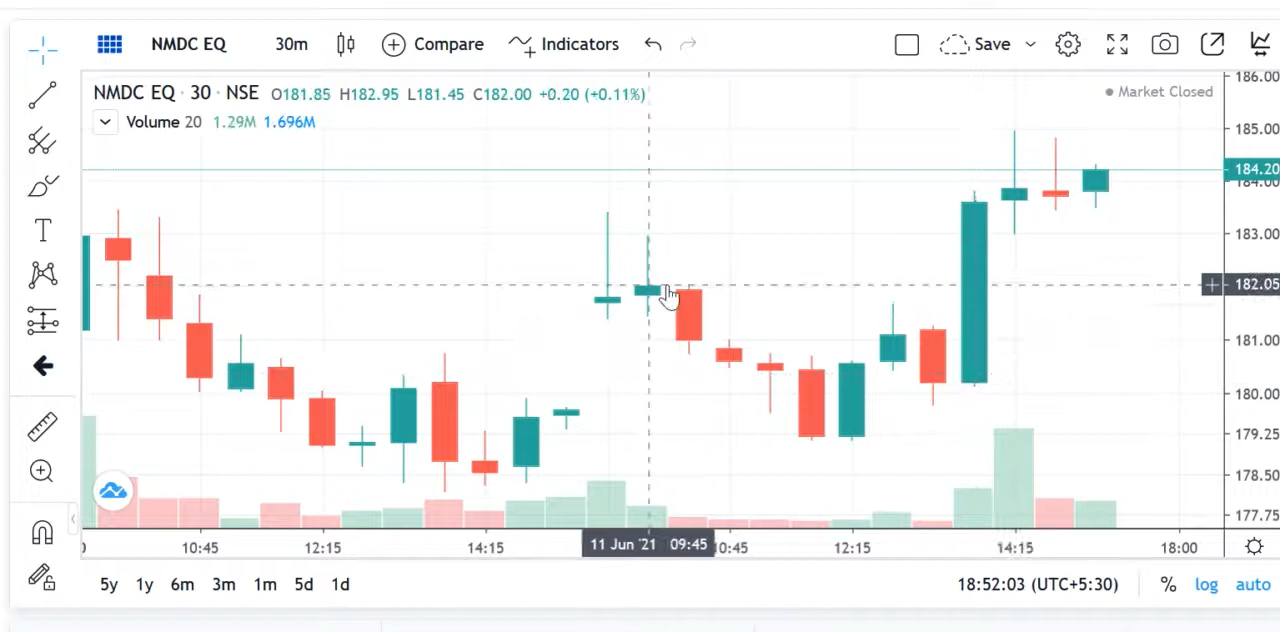 NMDC EQ 30m Compare Indicators Save
NMDC EQ · 30 · NSE O181.85 H182.95 L181.45 C182.00 +0.20 (+0.11%)
Market Closed
Volume 20 1.29M 1.696M
T
186.00
185.00
184.20
184.00
183.00
182.05
181.00
180.00
179.25
178.50
177.75
10:45 12:15 14:15 11 Jun '21 09:45 10:45 12:15 14:15 18:00
5y 1y 6m 3m 1m 5d 1d 18:52:03 (UTC+5:30) % log auto